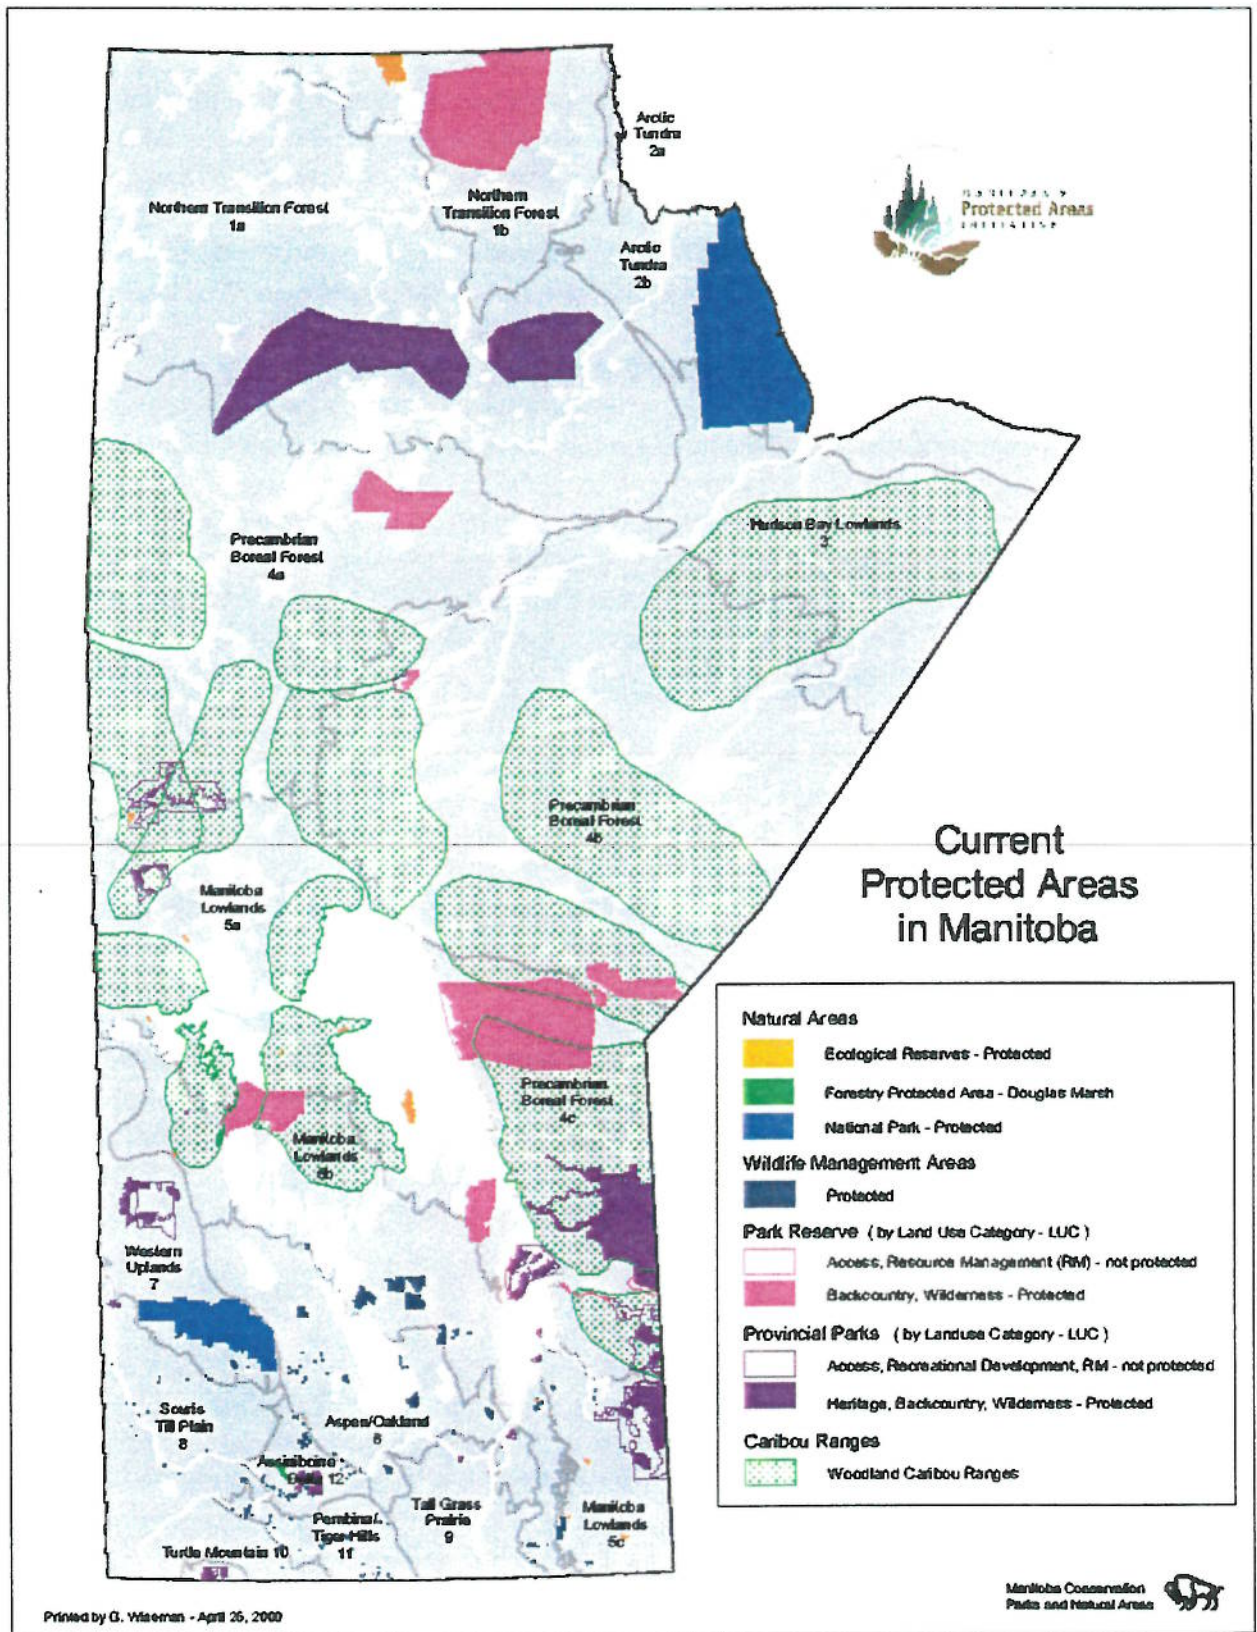 Arctic
Tundra
2a
MANITOBA'S
Protected Areas
INITIATIVE
Northern Transition Forest
1a
Northern
Transition Forest
1b
Arctic
Tundra
2b
Hudson Bay Lowlands
3
Precambrian
Boreal Forest
4a
Precambrian
Boreal Forest
4b
Current
Protected Areas
in Manitoba
Manitoba
Lowlands
5a
Precambrian
Boreal Forest
4c
Manitoba
Lowlands
5b
Western
Uplands
7
Souris
Till Plain
8
Aspen/Oakland
6
Assiniboine
Delta 12
Tall Grass
Prairie
9
Manitoba
Lowlands
5c
Pembina/
Tiger Hills
11
Turtle Mountain 10
Natural Areas
Ecological Reserves - Protected
Forestry Protected Area - Douglas Marsh
National Park - Protected
Wildlife Management Areas
Protected
Park Reserve ( by Land Use Category - LUC )
Access, Resource Management (RM) - not protected
Backcountry, Wilderness - Protected
Provincial Parks ( by Landuse Category - LUC )
Access, Recreational Development, RM - not protected
Heritage, Backcountry, Wilderness - Protected
Caribou Ranges
Woodland Caribou Ranges
Printed by G. Wiseman - April 26, 2000
Manitoba Conservation
Parks and Natural Areas